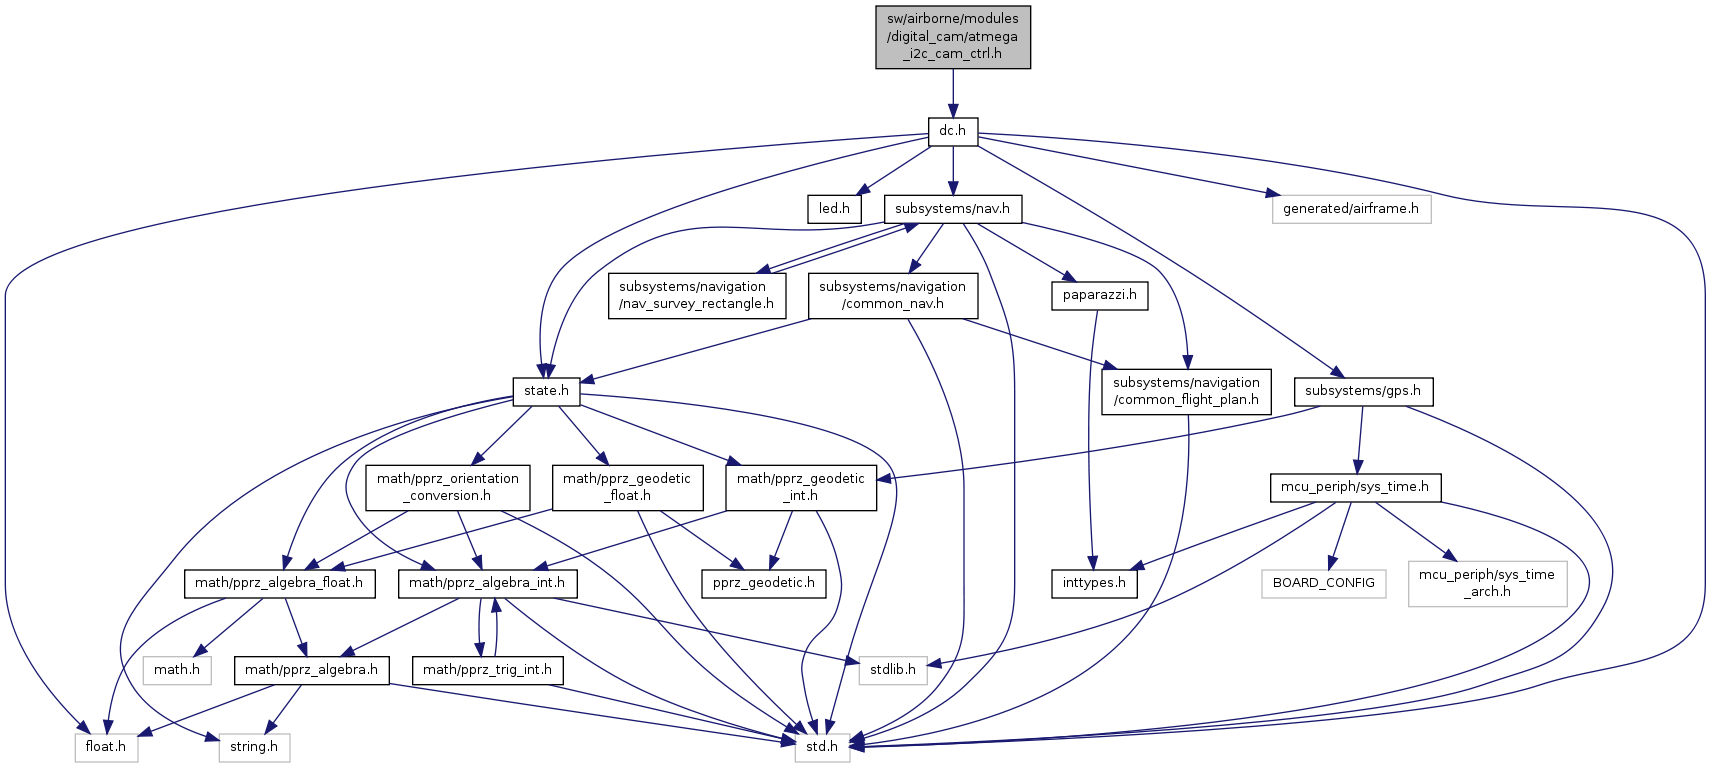 sw/airborne/modules
/digital_cam/atmega
_i2c_cam_ctrl.h
dc.h
led.h
subsystems/nav.h
generated/airframe.h
subsystems/navigation
/nav_survey_rectangle.h
subsystems/navigation
/common_nav.h
paparazzi.h
state.h
subsystems/navigation
/common_flight_plan.h
subsystems/gps.h
math/pprz_orientation
_conversion.h
math/pprz_geodetic
_float.h
math/pprz_geodetic
_int.h
mcu_periph/sys_time.h
math/pprz_algebra_float.h
math/pprz_algebra_int.h
pprz_geodetic.h
inttypes.h
BOARD_CONFIG
mcu_periph/sys_time
_arch.h
math.h
math/pprz_algebra.h
math/pprz_trig_int.h
stdlib.h
float.h
string.h
std.h